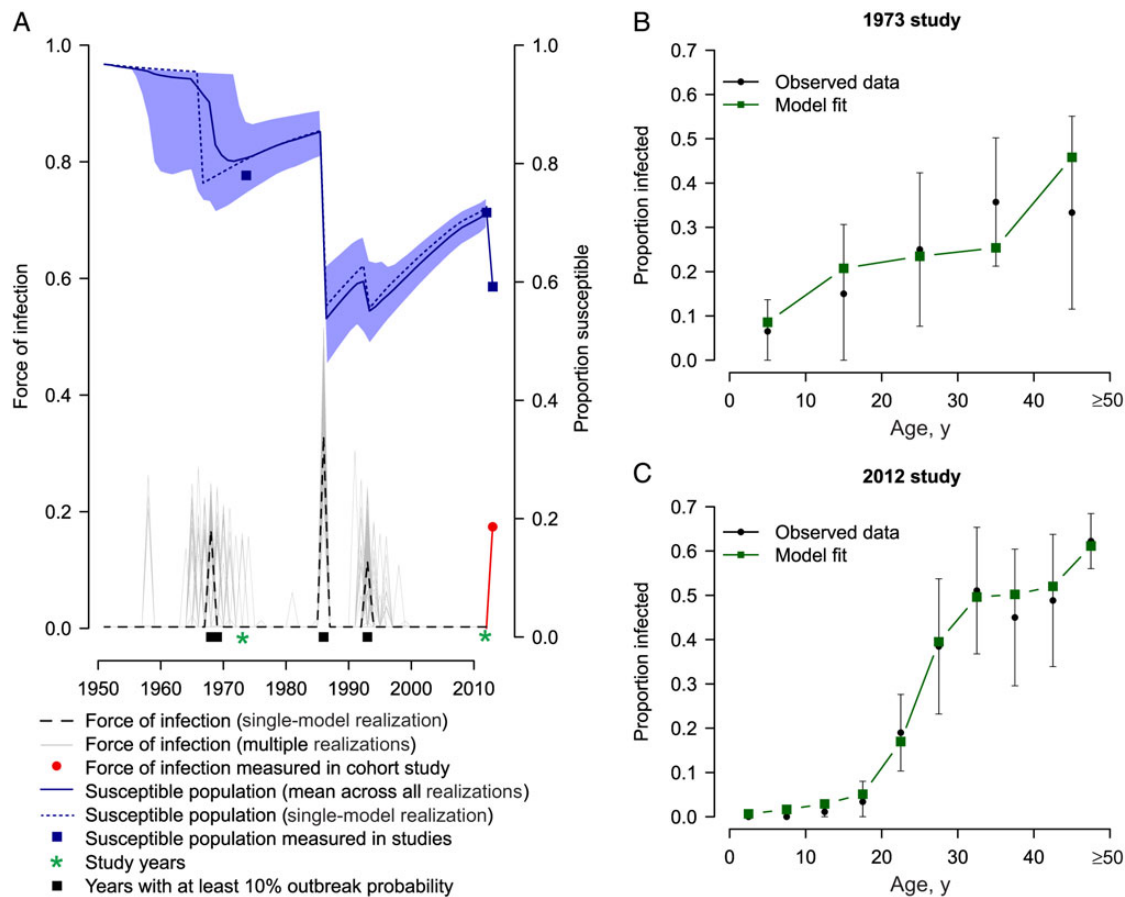 A
1.0
0.8
0.6
0.4
0.2
0.0
Force of infection
1.0
0.8
0.6
0.4
0.2
0.0
Proportion susceptible
1950 1960 1970 1980 1990 2000 2010
Force of infection (single-model realization)
Force of infection (multiple realizations)
Force of infection measured in cohort study
Susceptible population (mean across all realizations)
Susceptible population (single-model realization)
Susceptible population measured in studies
Study years
Years with at least 10% outbreak probability
B
1973 study
0.7
0.6
0.5
0.4
0.3
0.2
0.1
0.0
Proportion infected
Observed data
Model fit
0 10 20 30 40 ≥50
Age, y
C
2012 study
0.7
0.6
0.5
0.4
0.3
0.2
0.1
0.0
Proportion infected
Observed data
Model fit
0 10 20 30 40 ≥50
Age, y